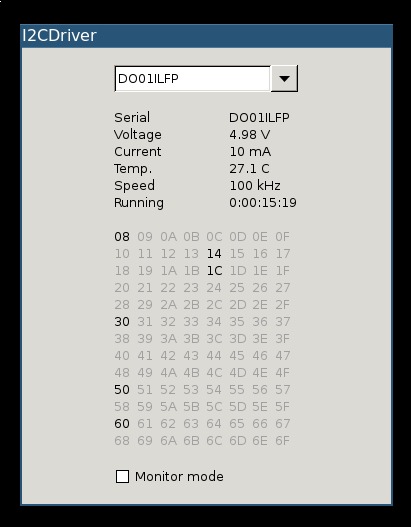 I2CDriver
DO01ILFP
Serial DO01ILFP
Voltage 4.98 V
Current 10 mA
Temp. 27.1 C
Speed 100 kHz
Running 0:00:15:19
08 09 0A 0B 0C 0D 0E 0F
10 11 12 13 14 15 16 17
18 19 1A 1B 1C 1D 1E 1F
20 21 22 23 24 25 26 27
28 29 2A 2B 2C 2D 2E 2F
30 31 32 33 34 35 36 37
38 39 3A 3B 3C 3D 3E 3F
40 41 42 43 44 45 46 47
48 49 4A 4B 4C 4D 4E 4F
50 51 52 53 54 55 56 57
58 59 5A 5B 5C 5D 5E 5F
60 61 62 63 64 65 66 67
68 69 6A 6B 6C 6D 6E 6F
Monitor mode